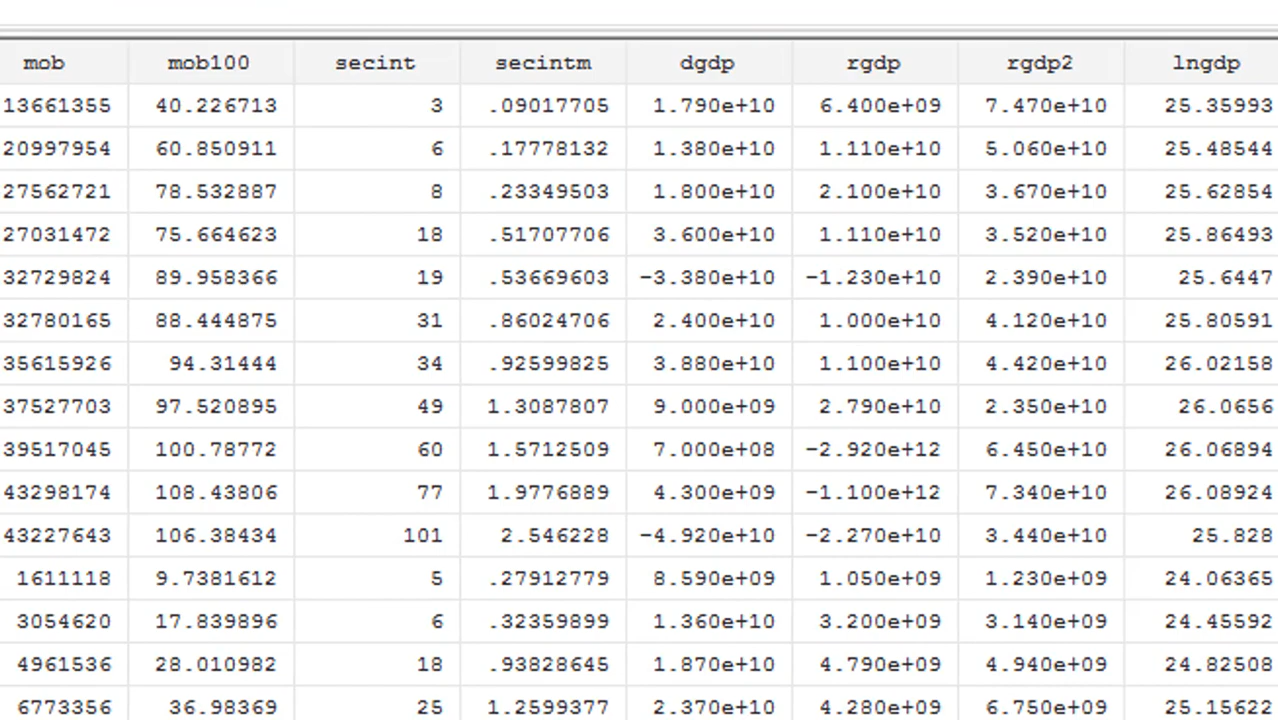 mob mob100 secint secintm dgdp rgdp rgdp2 lngdp
13661355 40.226713 3 .09017705 1.790e+10 6.400e+09 7.470e+10 25.35993
20997954 60.850911 6 .17778132 1.380e+10 1.110e+10 5.060e+10 25.48544
27562721 78.532887 8 .23349503 1.800e+10 2.100e+10 3.670e+10 25.62854
27031472 75.664623 18 .51707706 3.600e+10 1.110e+10 3.520e+10 25.86493
32729824 89.958366 19 .53669603 -3.380e+10 -1.230e+10 2.390e+10 25.6447
32780165 88.444875 31 .86024706 2.400e+10 1.000e+10 4.120e+10 25.80591
35615926 94.31444 34 .92599825 3.880e+10 1.100e+10 4.420e+10 26.02158
37527703 97.520895 49 1.3087807 9.000e+09 2.790e+10 2.350e+10 26.0656
39517045 100.78772 60 1.5712509 7.000e+08 -2.920e+12 6.450e+10 26.06894
43298174 108.43806 77 1.9776889 4.300e+09 -1.100e+12 7.340e+10 26.08924
43227643 106.38434 101 2.546228 -4.920e+10 -2.270e+10 3.440e+10 25.828
1611118 9.7381612 5 .27912779 8.590e+09 1.050e+09 1.230e+09 24.06365
3054620 17.839896 6 .32359899 1.360e+10 3.200e+09 3.140e+09 24.45592
4961536 28.010982 18 .93828645 1.870e+10 4.790e+09 4.940e+09 24.82508
6773356 36.98369 25 1.2599377 2.370e+10 4.280e+09 6.750e+09 25.15622